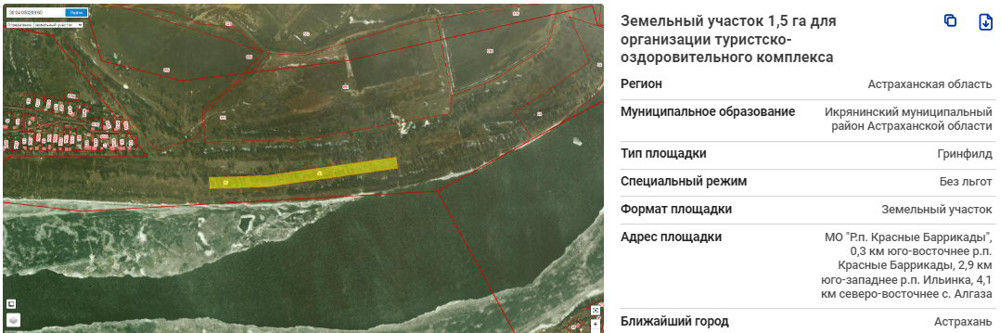 Найти
Земельный участок 1,5 га для
организации туристско-
оздоровительного комплекса
Регион Астраханская область
Муниципальное образование Икрянинский муниципальный
район Астраханской области
Тип площадки Гринфилд
Специальный режим Без льгот
Формат площадки Земельный участок
Адрес площадки МО "Р.п. Красные Баррикады",
0,3 км юго-восточнее р.п.
Красные Баррикады, 2,9 км
юго-западнее р.п. Ильинка, 4,1
км северо-восточнее с. Алгаза
Ближайший город Астрахань